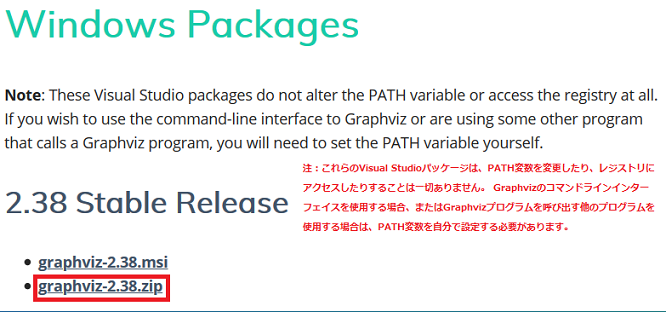 Windows Packages
Note: These Visual Studio packages do not alter the PATH variable or access the registry at all.
If you wish to use the command-line interface to Graphviz or are using some other program
that calls a Graphviz program, you will need to set the PATH variable yourself.
注：これらのVisual Studioパッケージは、PATH変数を変更したり、レジストリに
アクセスしたりすることは一切ありません。 Graphvizのコマンドラインインター
フェイスを使用する場合、またはGraphvizプログラムを呼び出す他のプログラムを
使用する場合は、PATH変数を自分で設定する必要があります。
2.38 Stable Release
graphviz-2.38.msi
graphviz-2.38.zip